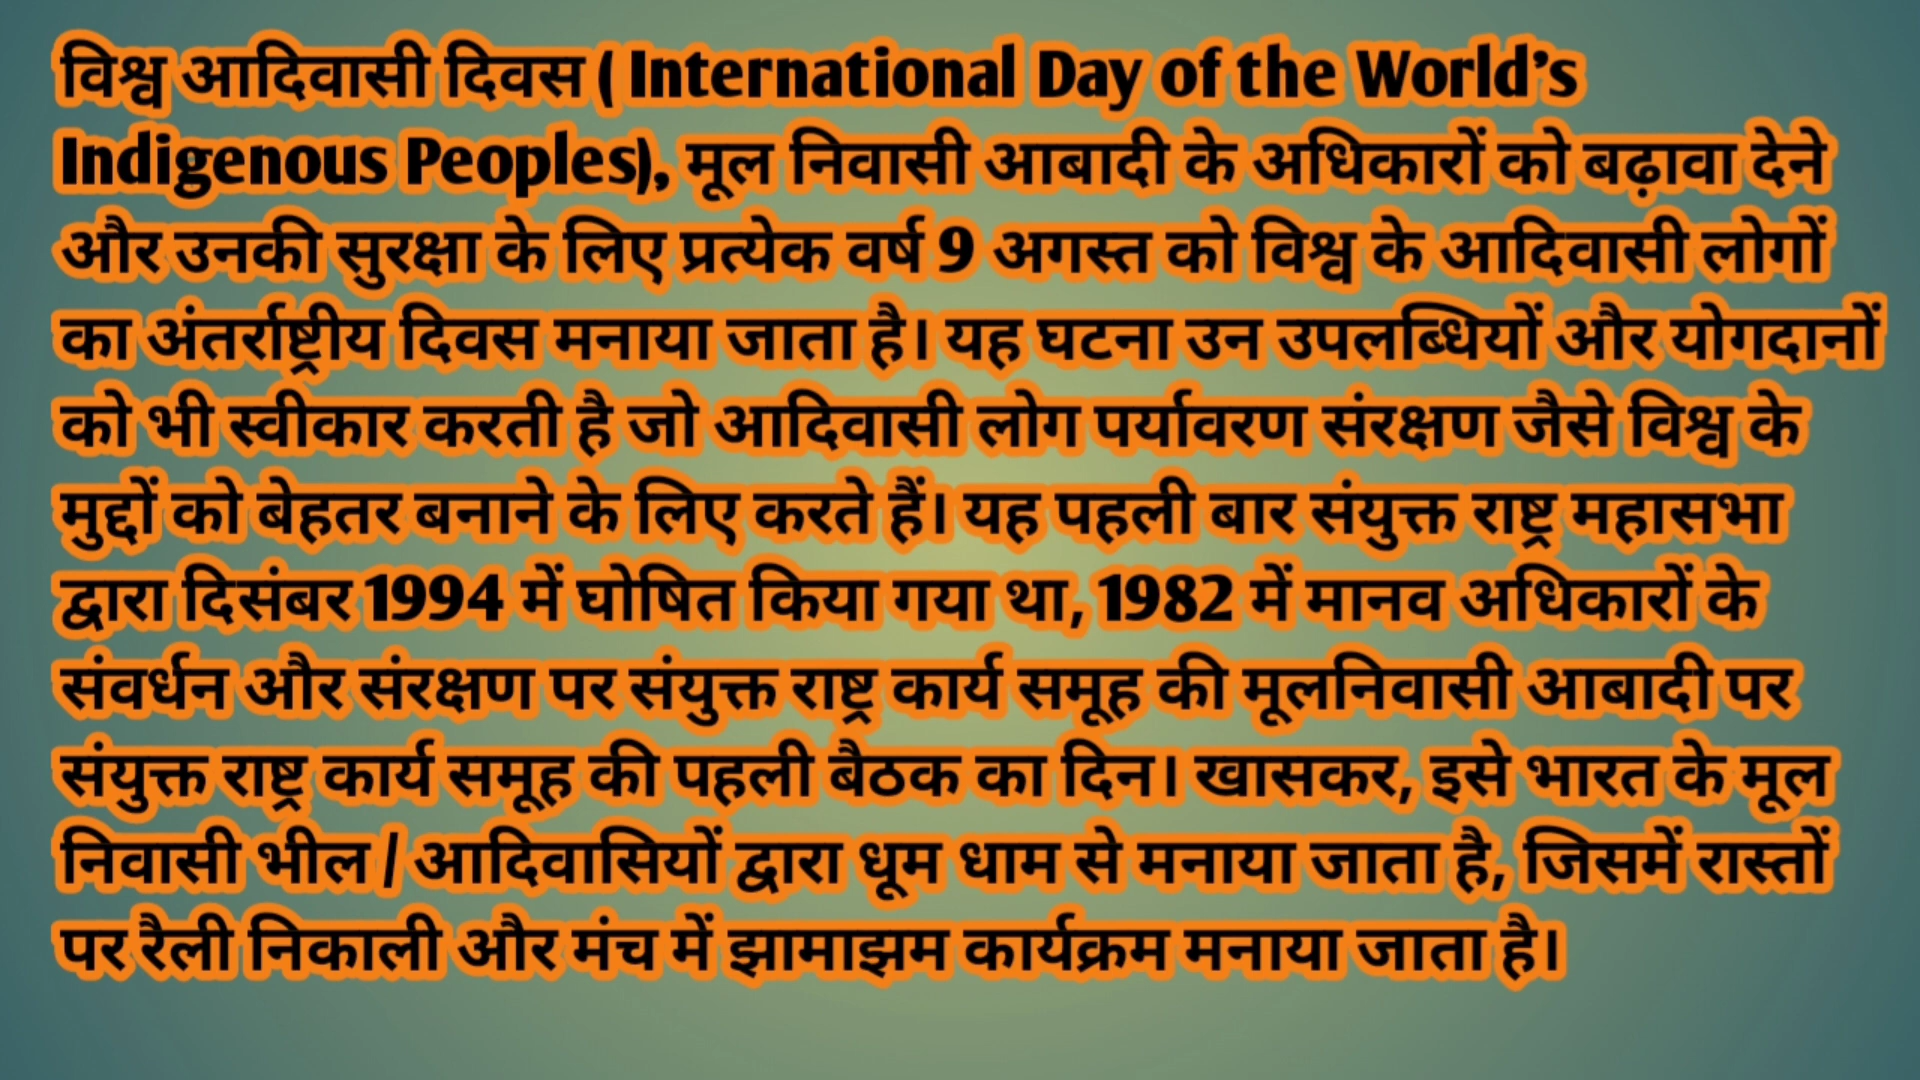 विश्व आदिवासी दिवस ( International Day of the World’s
Indigenous Peoples), मूल निवासी आबादी के अधिकारों को बढ़ावा देने
और उनकी सुरक्षा के लिए प्रत्येक वर्ष 9 अगस्त को विश्व के आदिवासी लोगों
का अंतर्राष्ट्रीय दिवस मनाया जाता है। यह घटना उन उपलब्धियों और योगदानों
को भी स्वीकार करती है जो आदिवासी लोग पर्यावरण संरक्षण जैसे विश्व के
मुद्दों को बेहतर बनाने के लिए करते हैं। यह पहली बार संयुक्त राष्ट्र महासभा
द्वारा दिसंबर 1994 में घोषित किया गया था, 1982 में मानव अधिकारों के
संवर्धन और संरक्षण पर संयुक्त राष्ट्र कार्य समूह की मूलनिवासी आबादी पर
संयुक्त राष्ट्र कार्य समूह की पहली बैठक का दिन। खासकर, इसे भारत के मूल
निवासी भील / आदिवासियों द्वारा धूम धाम से मनाया जाता है, जिसमें रास्तों
पर रैली निकाली और मंच में झामाझम कार्यक्रम मनाया जाता है।